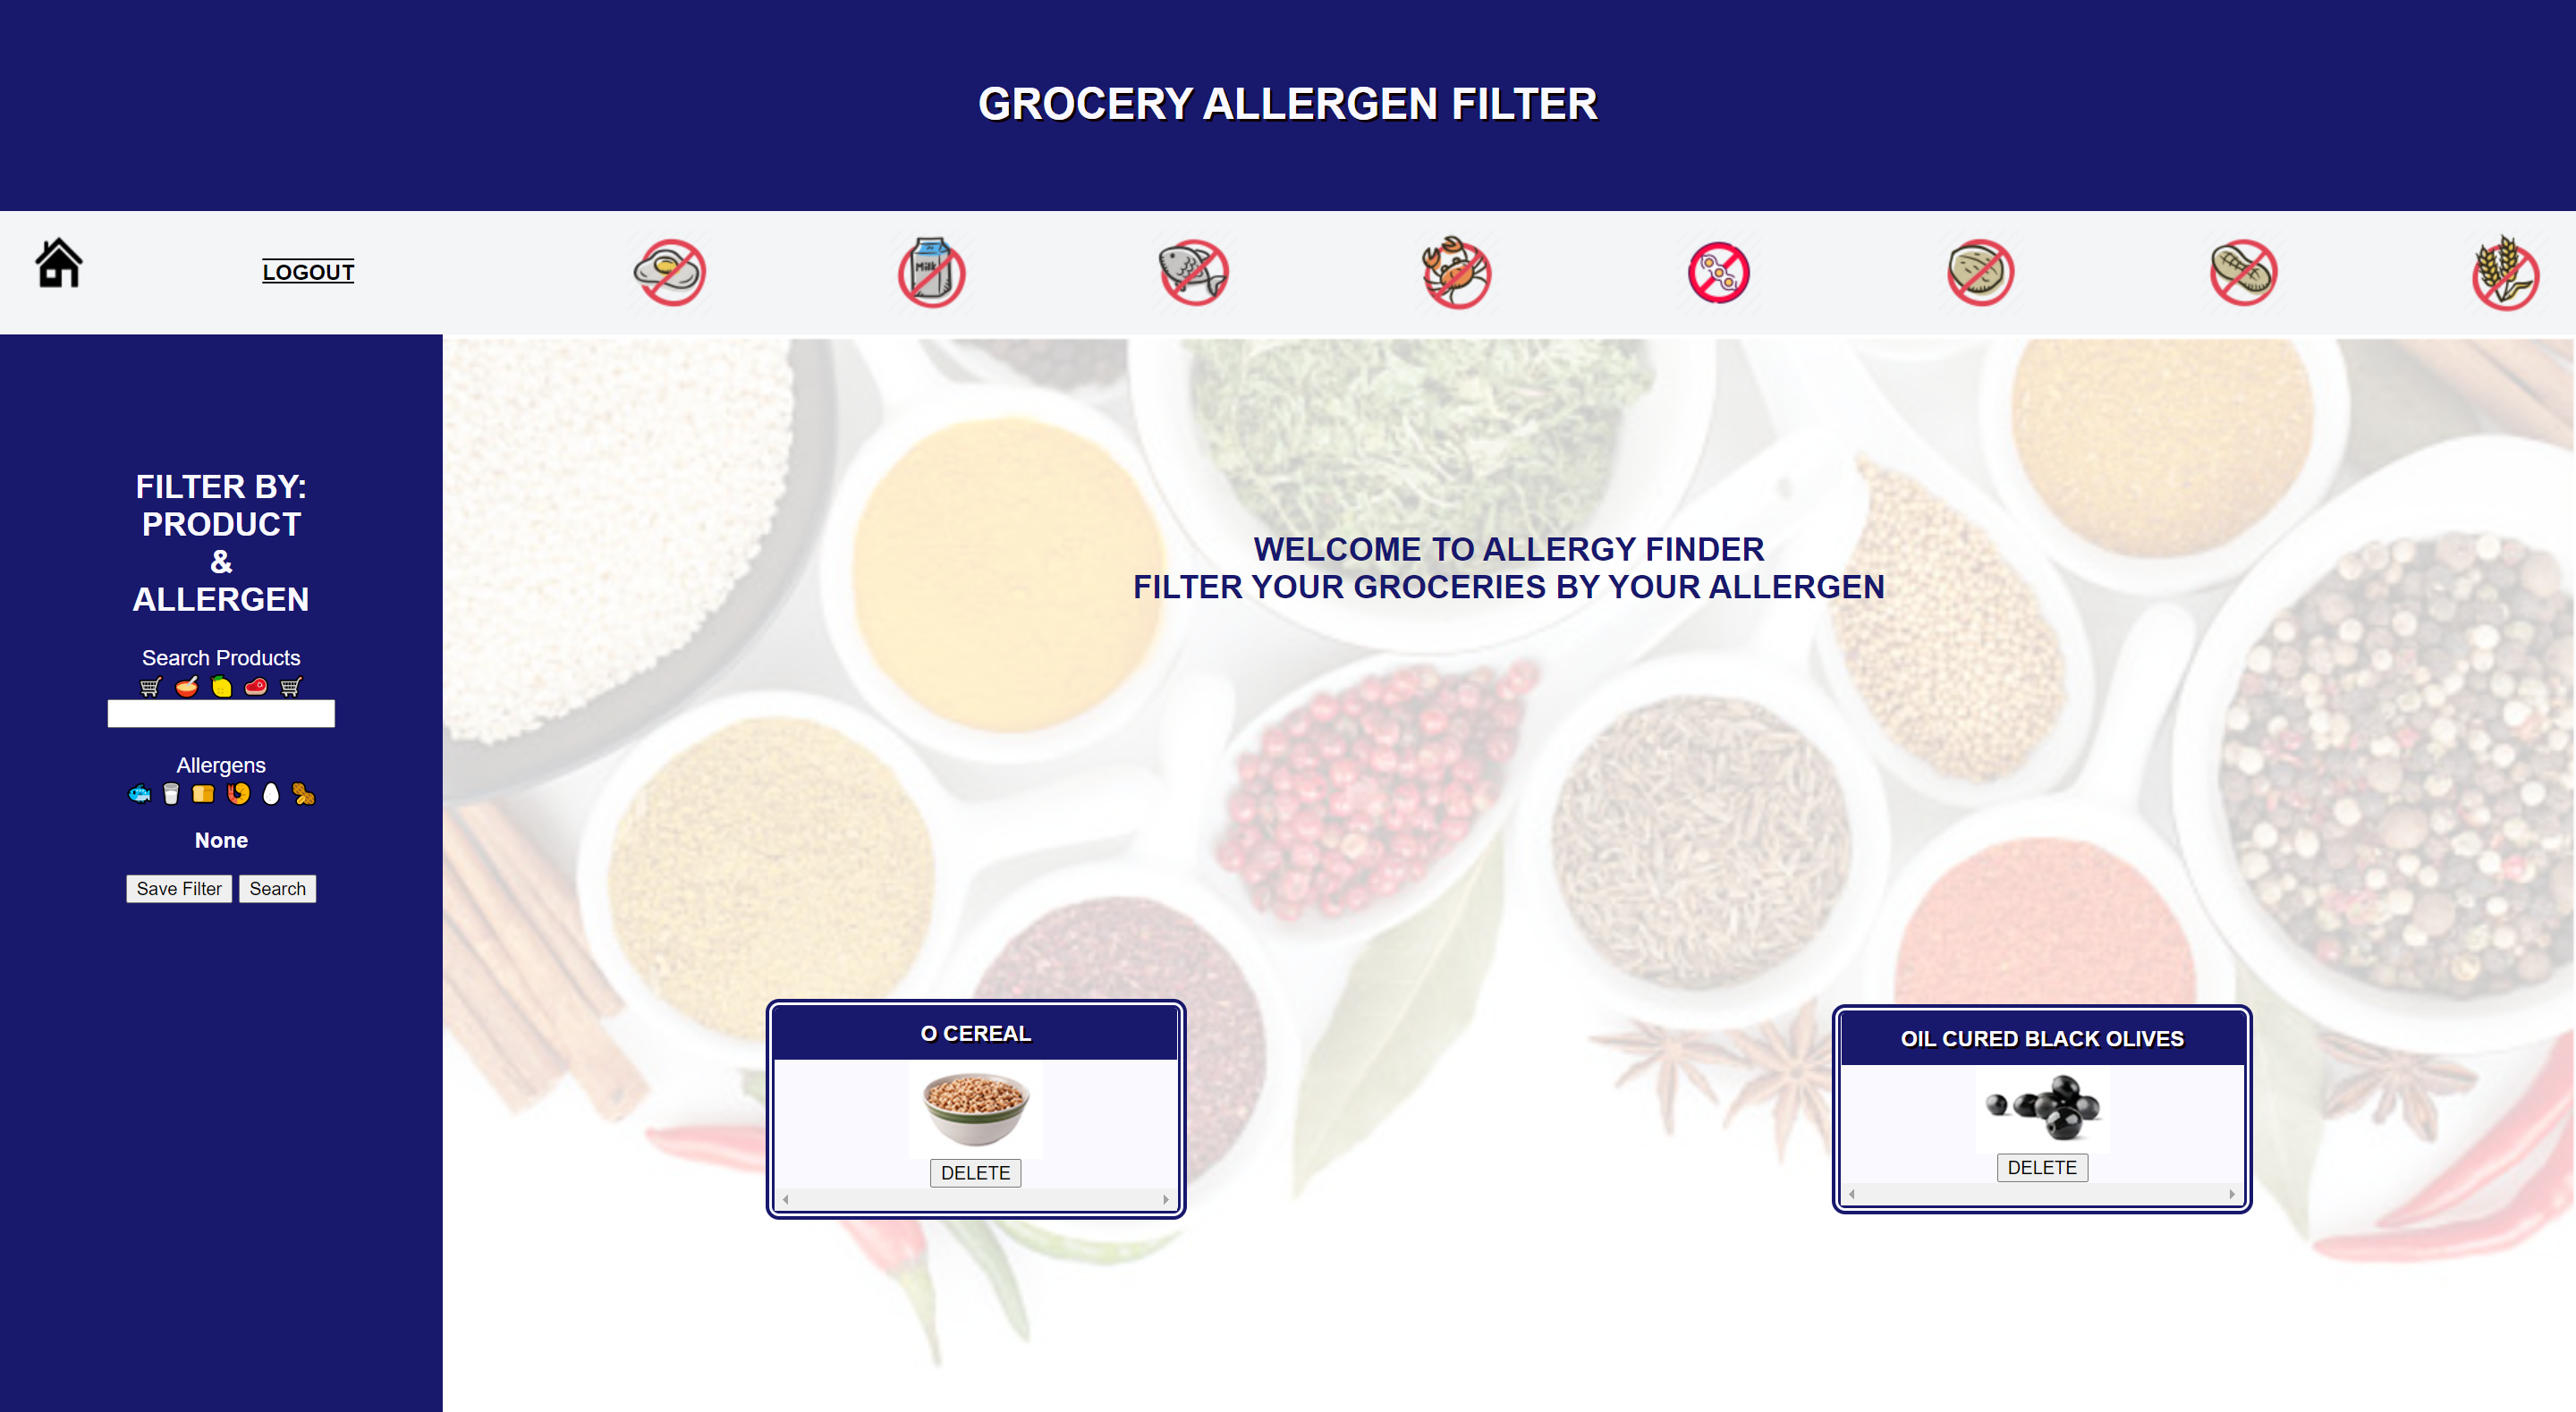 GROCERY ALLERGEN FILTER
LOGOUT
Milk
FILTER BY:
PRODUCT
&
ALLERGEN
Search Products
Allergens
None
Save Filter Search
WELCOME TO ALLERGY FINDER
FILTER YOUR GROCERIES BY YOUR ALLERGEN
O CEREAL
DELETE
OIL CURED BLACK OLIVES
DELETE